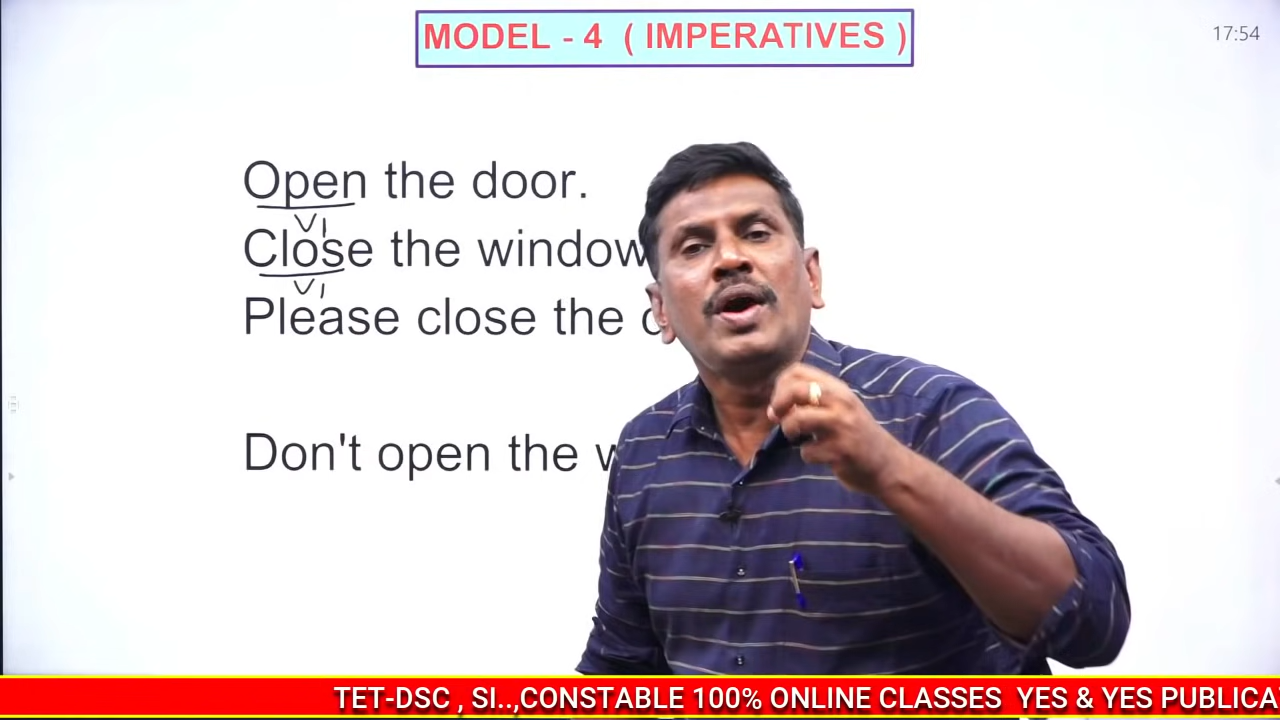 MODEL - 4 ( IMPERATIVES )
17:54
Open the door.
V1
Close the window
V1
Please close the
Don't open the
TET-DSC , SI..,CONSTABLE 100% ONLINE CLASSES YES & YES PUBLICA